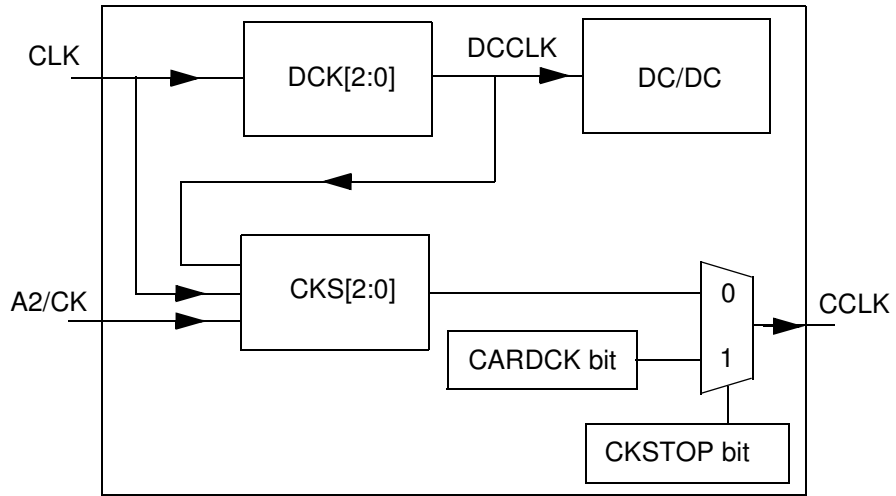 CLK
DCK[2:0]
DCCLK
DC/DC
A2/CK
CKS[2:0]
0
CCLK
CARDCK bit
1
CKSTOP bit